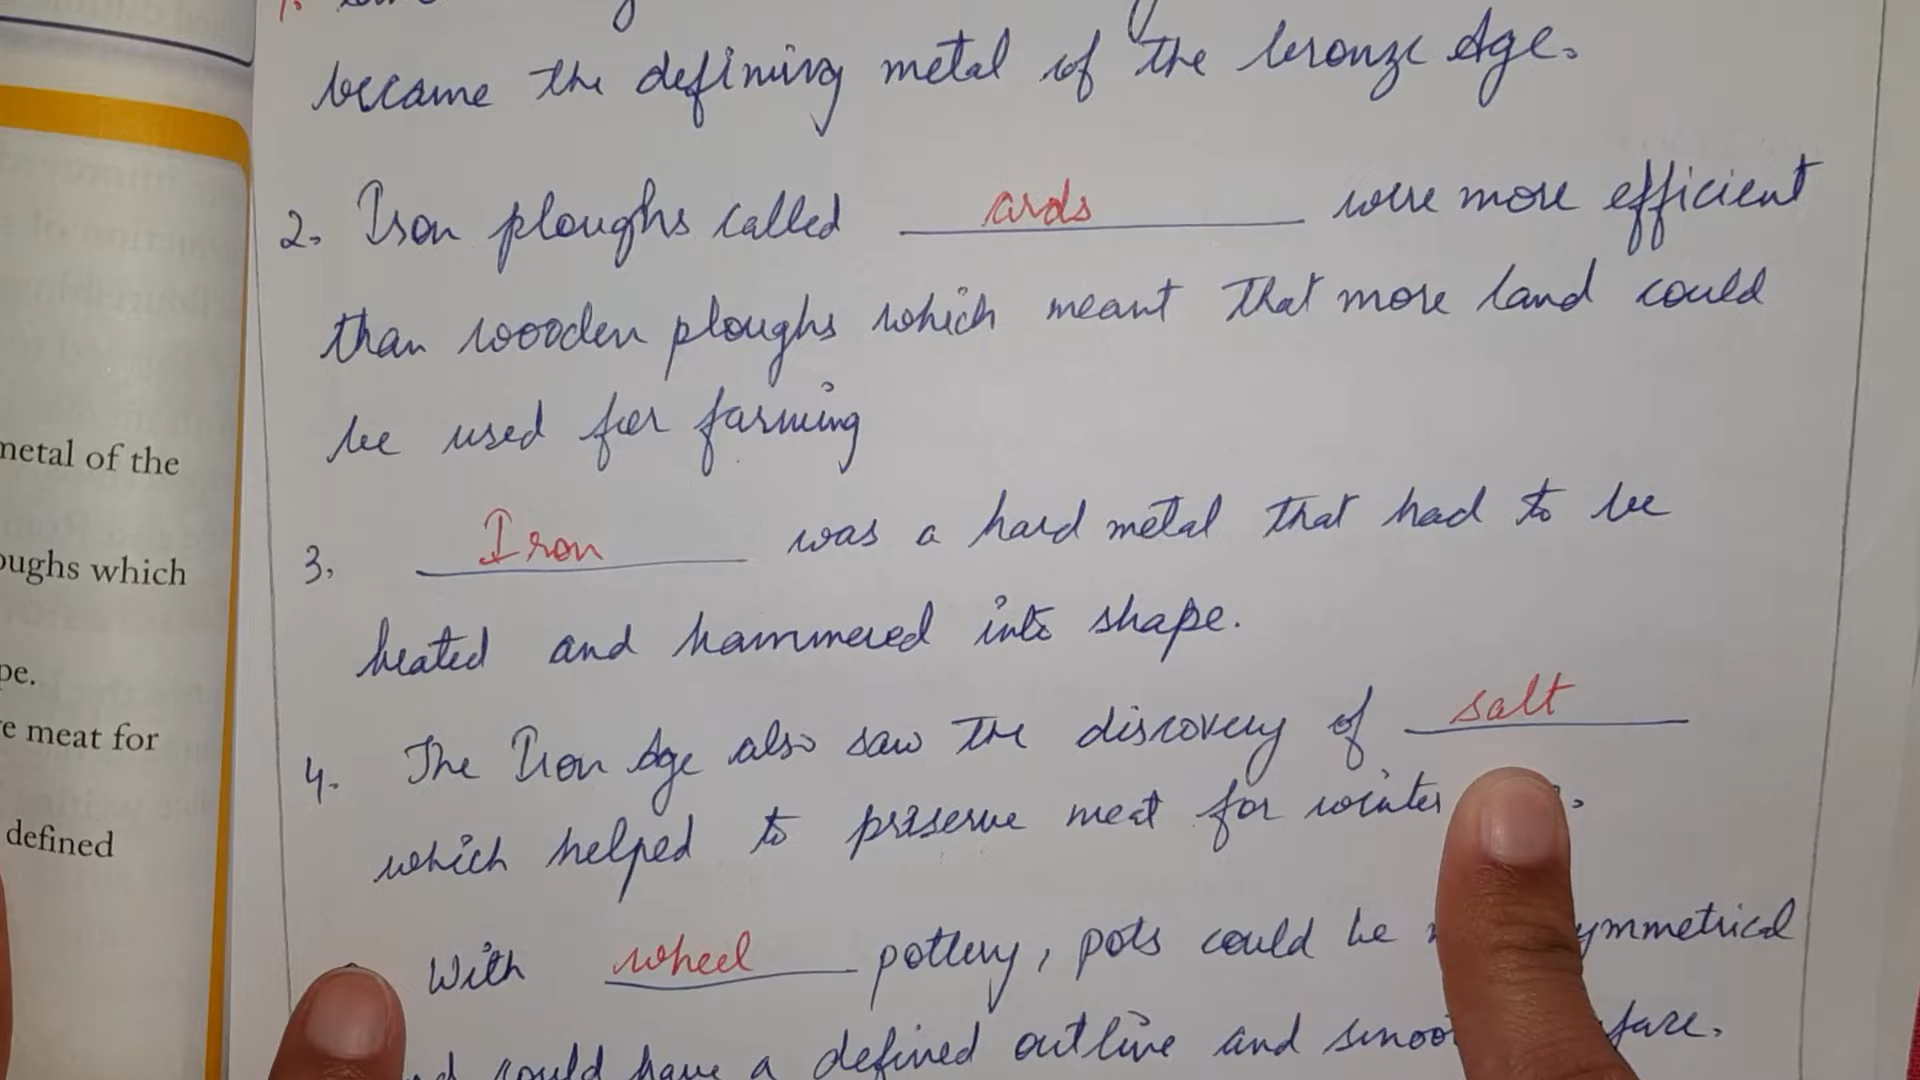 metal of the
oughs which
pe.
e meat for
defined
became the defining metal of the bronze Age.
2. Iron ploughs called ards were more efficient
than wooden ploughs which meant that more land could
be used for farming
3. Iron was a hard metal that had to be
heated and hammered into shape.
4. The Iron Age also saw the discovery of salt
which helped to preserve meat for winter
With wheel pottery, pots could be symmetrical
could have a defined outline and